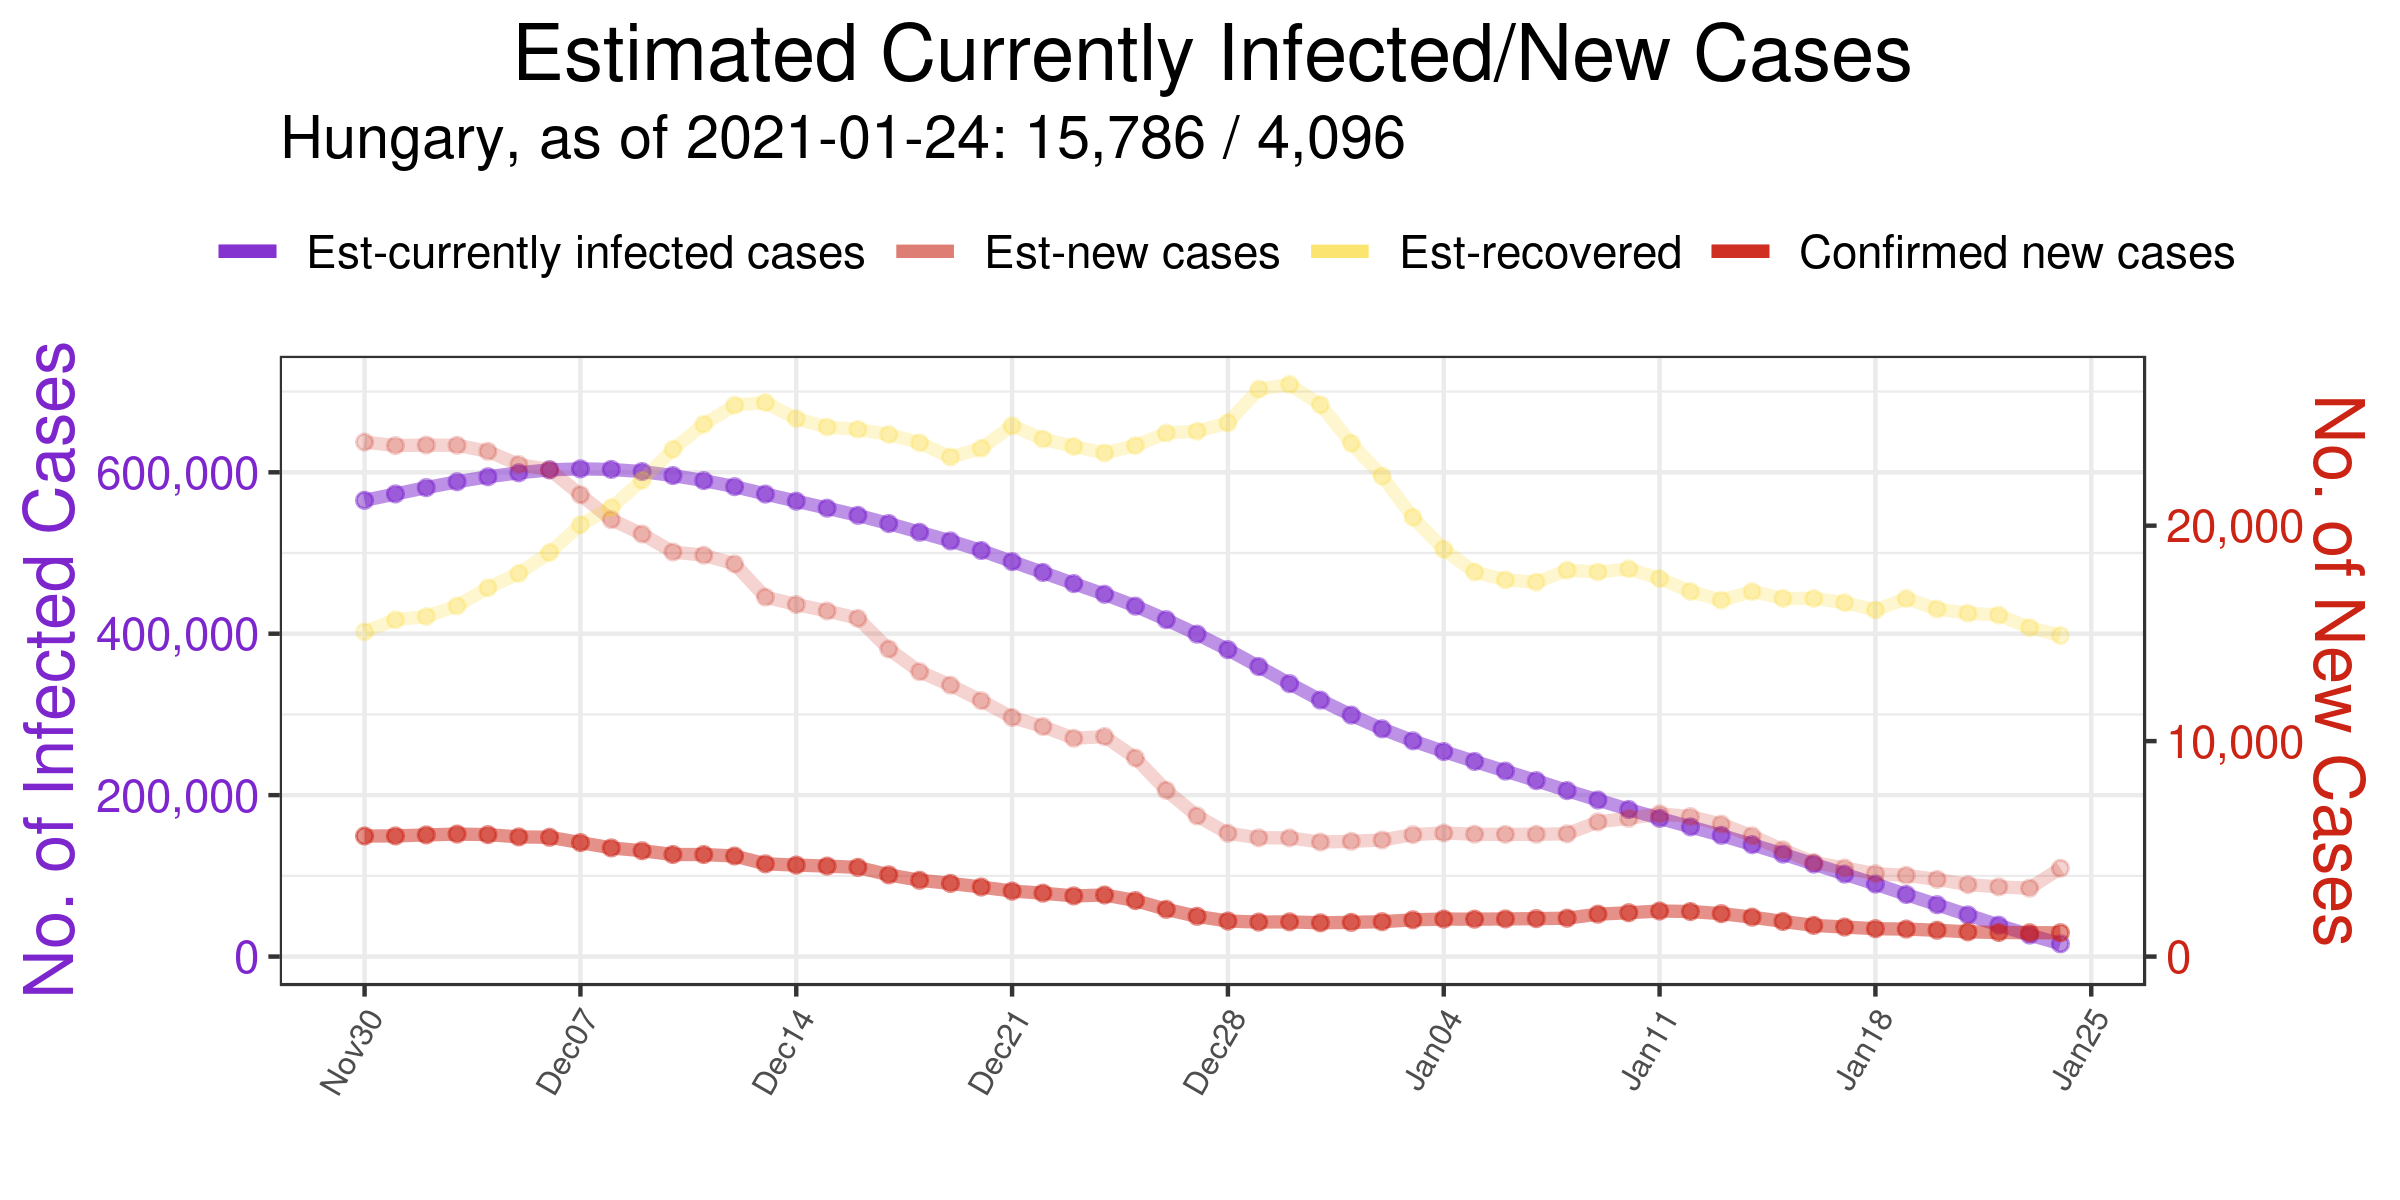 Estimated Currently Infected/New Cases
Hungary, as of 2021-01-24: 15,786 / 4,096
Est-currently infected cases
Est-new cases
Est-recovered
Confirmed new cases
No. of Infected Cases
600,000
400,000
200,000
0
20,000
10,000
0
No. of New Cases
Nov30
Dec07
Dec14
Dec21
Dec28
Jan04
Jan11
Jan18
Jan25